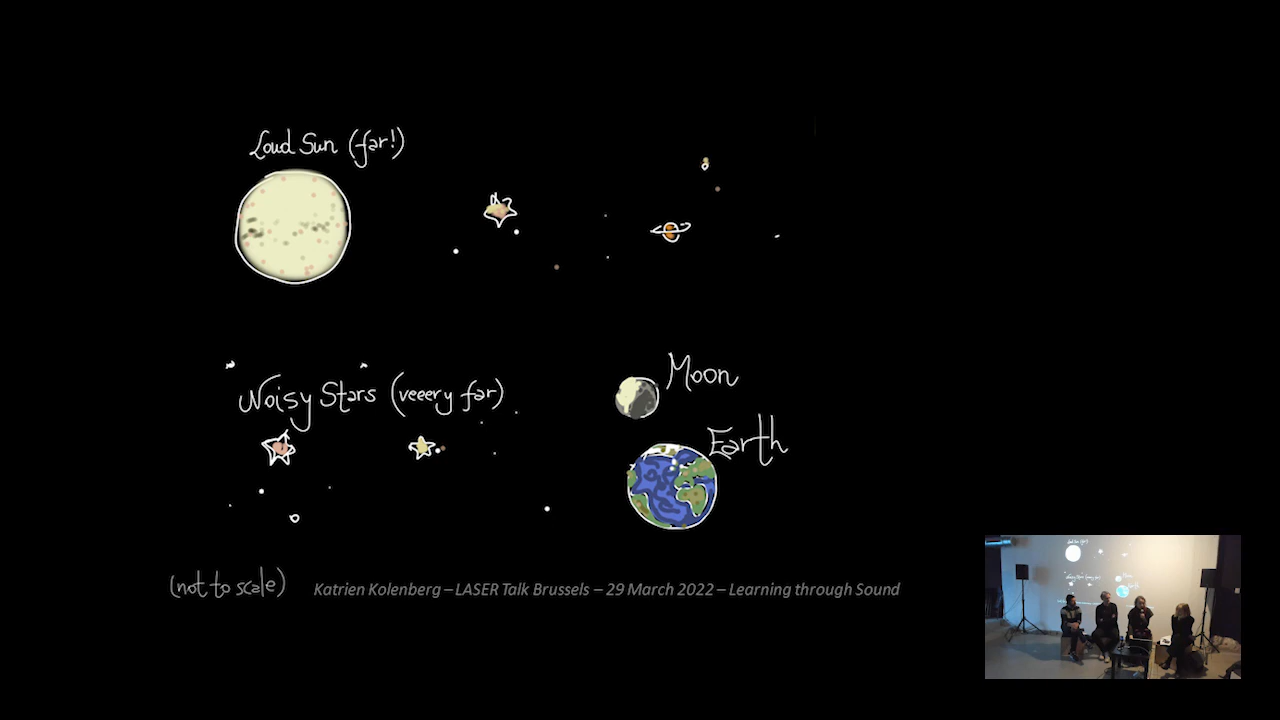 Loud Sun (far!)
Noisy Stars (veeery far)
Moon
Earth
(not to scale)
Katrien Kolenberg – LASER Talk Brussels – 29 March 2022 – Learning through Sound